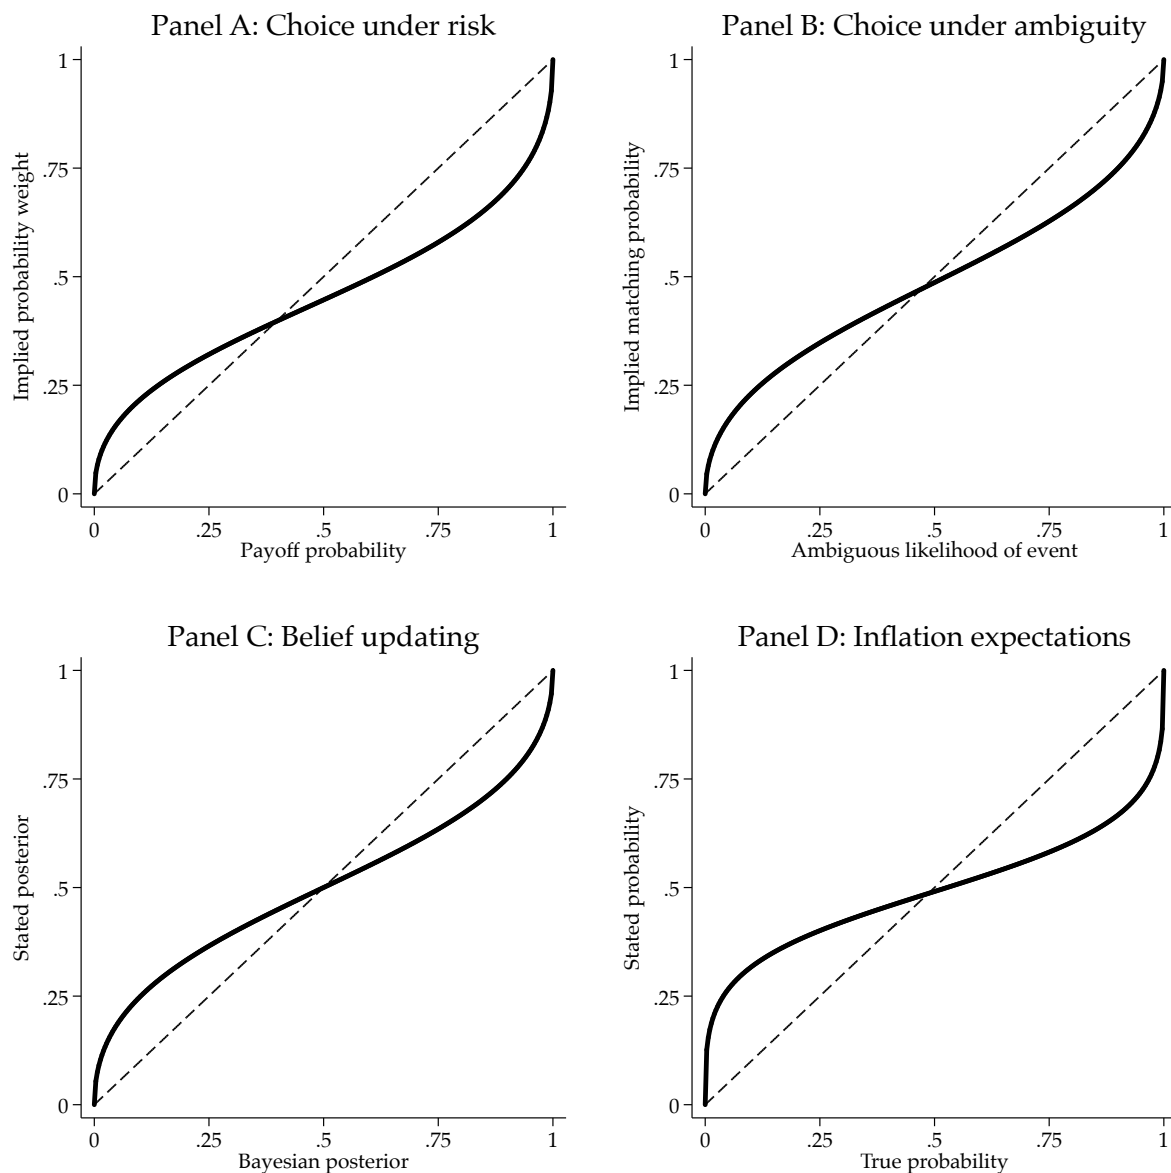 Panel A: Choice under risk
Implied probability weight
1
.75
.5
.25
0
0 .25 .5 .75 1
Payoff probability
Panel B: Choice under ambiguity
Implied matching probability
1
.75
.5
.25
0
0 .25 .5 .75 1
Ambiguous likelihood of event
Panel C: Belief updating
Stated posterior
1
.75
.5
.25
0
0 .25 .5 .75 1
Bayesian posterior
Panel D: Inflation expectations
Stated probability
1
.75
.5
.25
0
0 .25 .5 .75 1
True probability